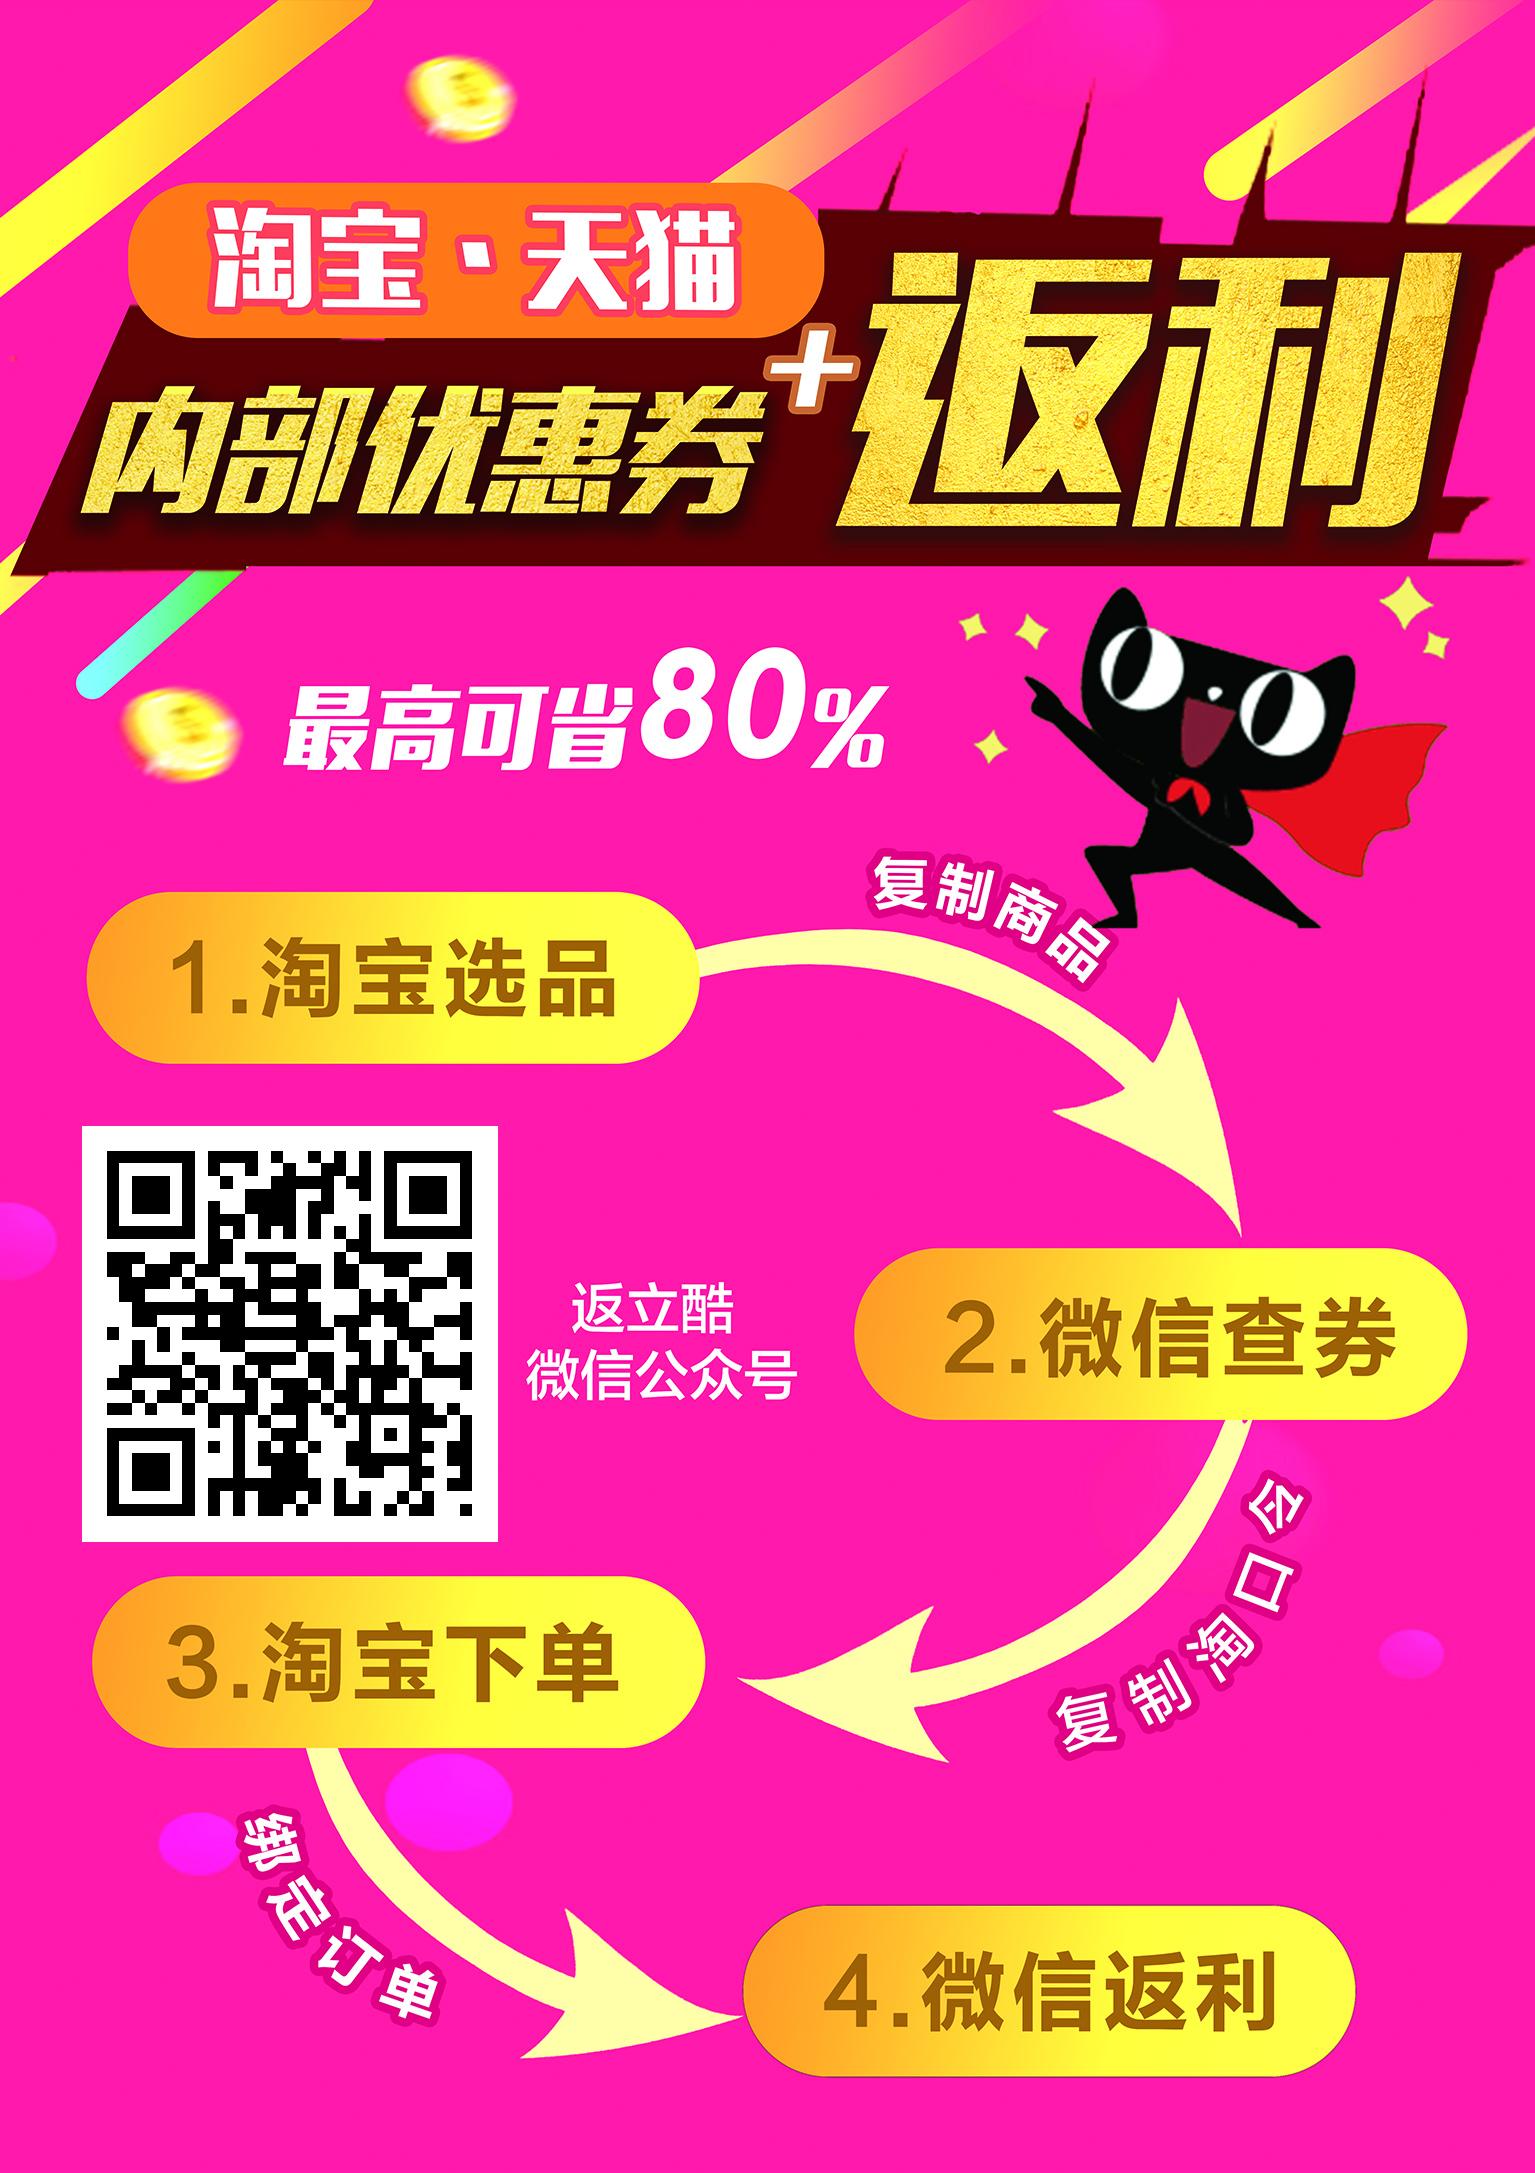 淘宝·天猫
内部优惠券+返利
最高可省80%
复制商品
1.淘宝选品
返立酷
微信公众号
2.微信查券
复制淘口令
3.淘宝下单
绑定订单
4.微信返利